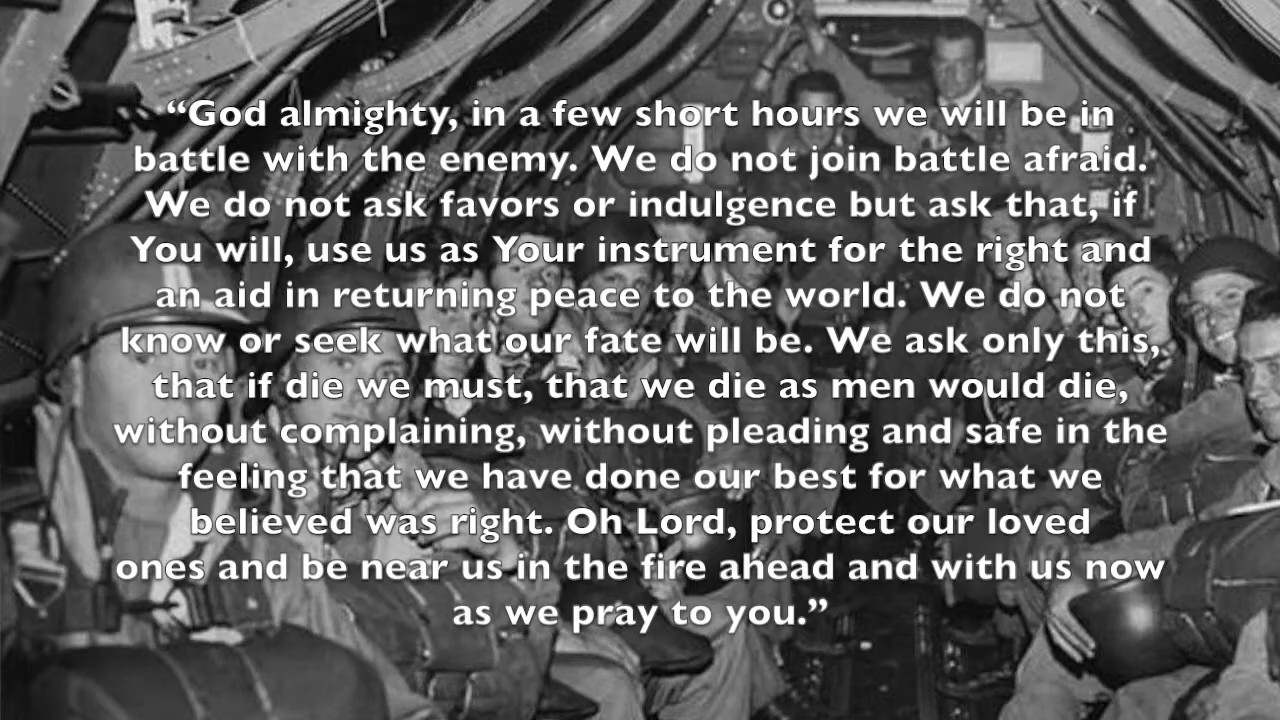 “God almighty, in a few short hours we will be in
battle with the enemy. We do not join battle afraid.
We do not ask favors or indulgence but ask that, if
You will, use us as Your instrument for the right and
an aid in returning peace to the world. We do not
know or seek what our fate will be. We ask only this,
that if die we must, that we die as men would die,
without complaining, without pleading and safe in the
feeling that we have done our best for what we
believed was right. Oh Lord, protect our loved
ones and be near us in the fire ahead and with us now
as we pray to you.”